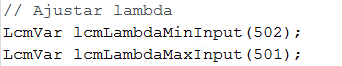 // Ajustar lambda
LcmVar lcmLambdaMinInput(502);
LcmVar lcmLambdaMaxInput(501);